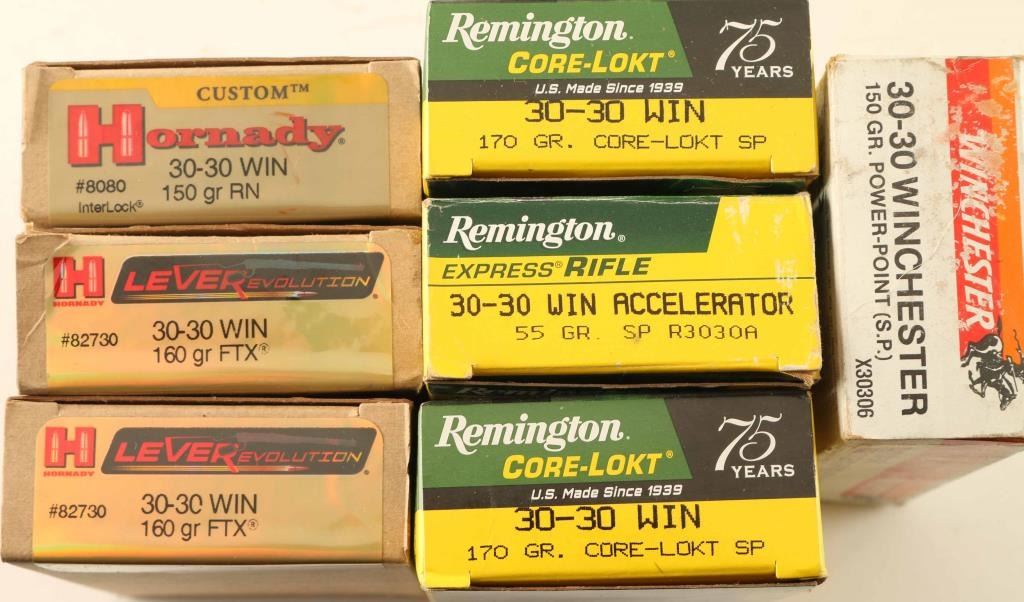 CUSTOM™
Hornady®
30-30 WIN
#8080
150 gr RN
InterLock®
H
HORNADY
LEVEREVOLUTION®
#82730
30-30 WIN
160 gr FTX®
H
HORNADY
LEVEREVOLUTION®
#82730
30-30 WIN
160 gr FTX®
Remington®
CORE-LOKT®
75
YEARS
U.S. Made Since 1939
30-30 WIN
170 GR. CORE-LOKT SP
Remington®
EXPRESS® RIFLE
30-30 WIN ACCELERATOR
55 GR. SP R3030A
Remington®
CORE-LOKT®
75
YEARS
U.S. Made Since 1939
30-30 WIN
170 GR. CORE-LOKT SP
WINCHESTER
30-30 WINCHESTER
150 GR. POWER-POINT (S.P.)
X30306